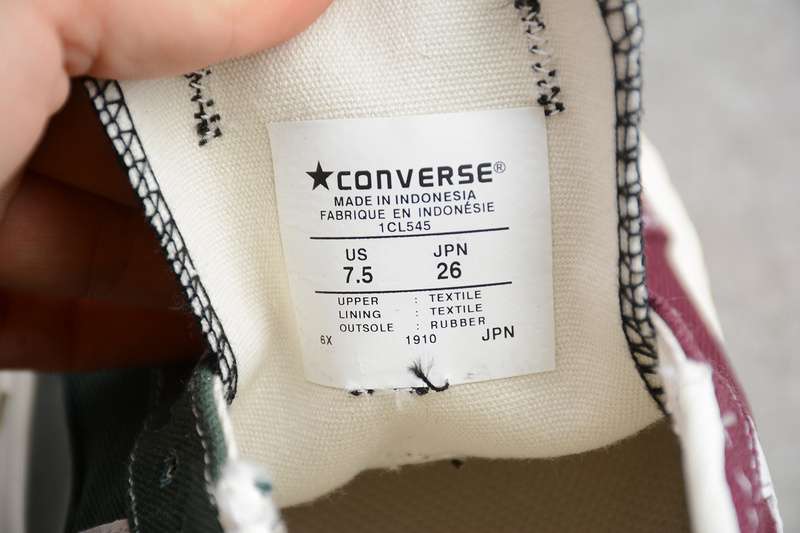 ★CONVERSE®
MADE IN INDONESIA
FABRIQUE EN INDONÉSIE
1CL545
US JPN
7.5 26
UPPER : TEXTILE
LINING : TEXTILE
OUTSOLE : RUBBER
6X 1910 JPN